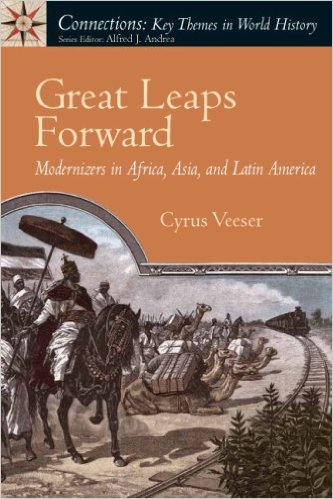 Connections: Key Themes in World History
Series Editor: Alfred J. Andrea
Great Leaps
Forward
Modernizers in Africa, Asia, and Latin America
Cyrus Veeser